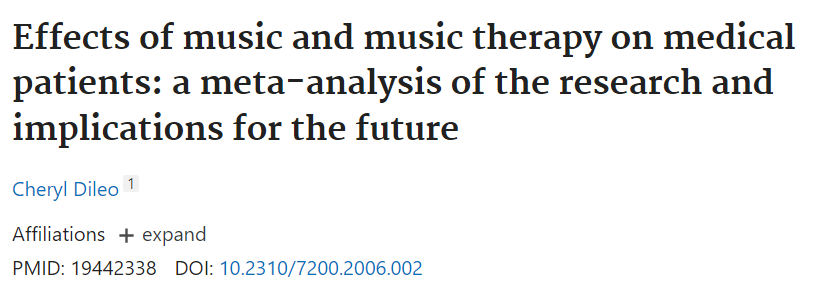 Effects of music and music therapy on medical
patients: a meta-analysis of the research and
implications for the future
Cheryl Dileo 1
Affiliations + expand
PMID: 19442338 DOI: 10.2310/7200.2006.002